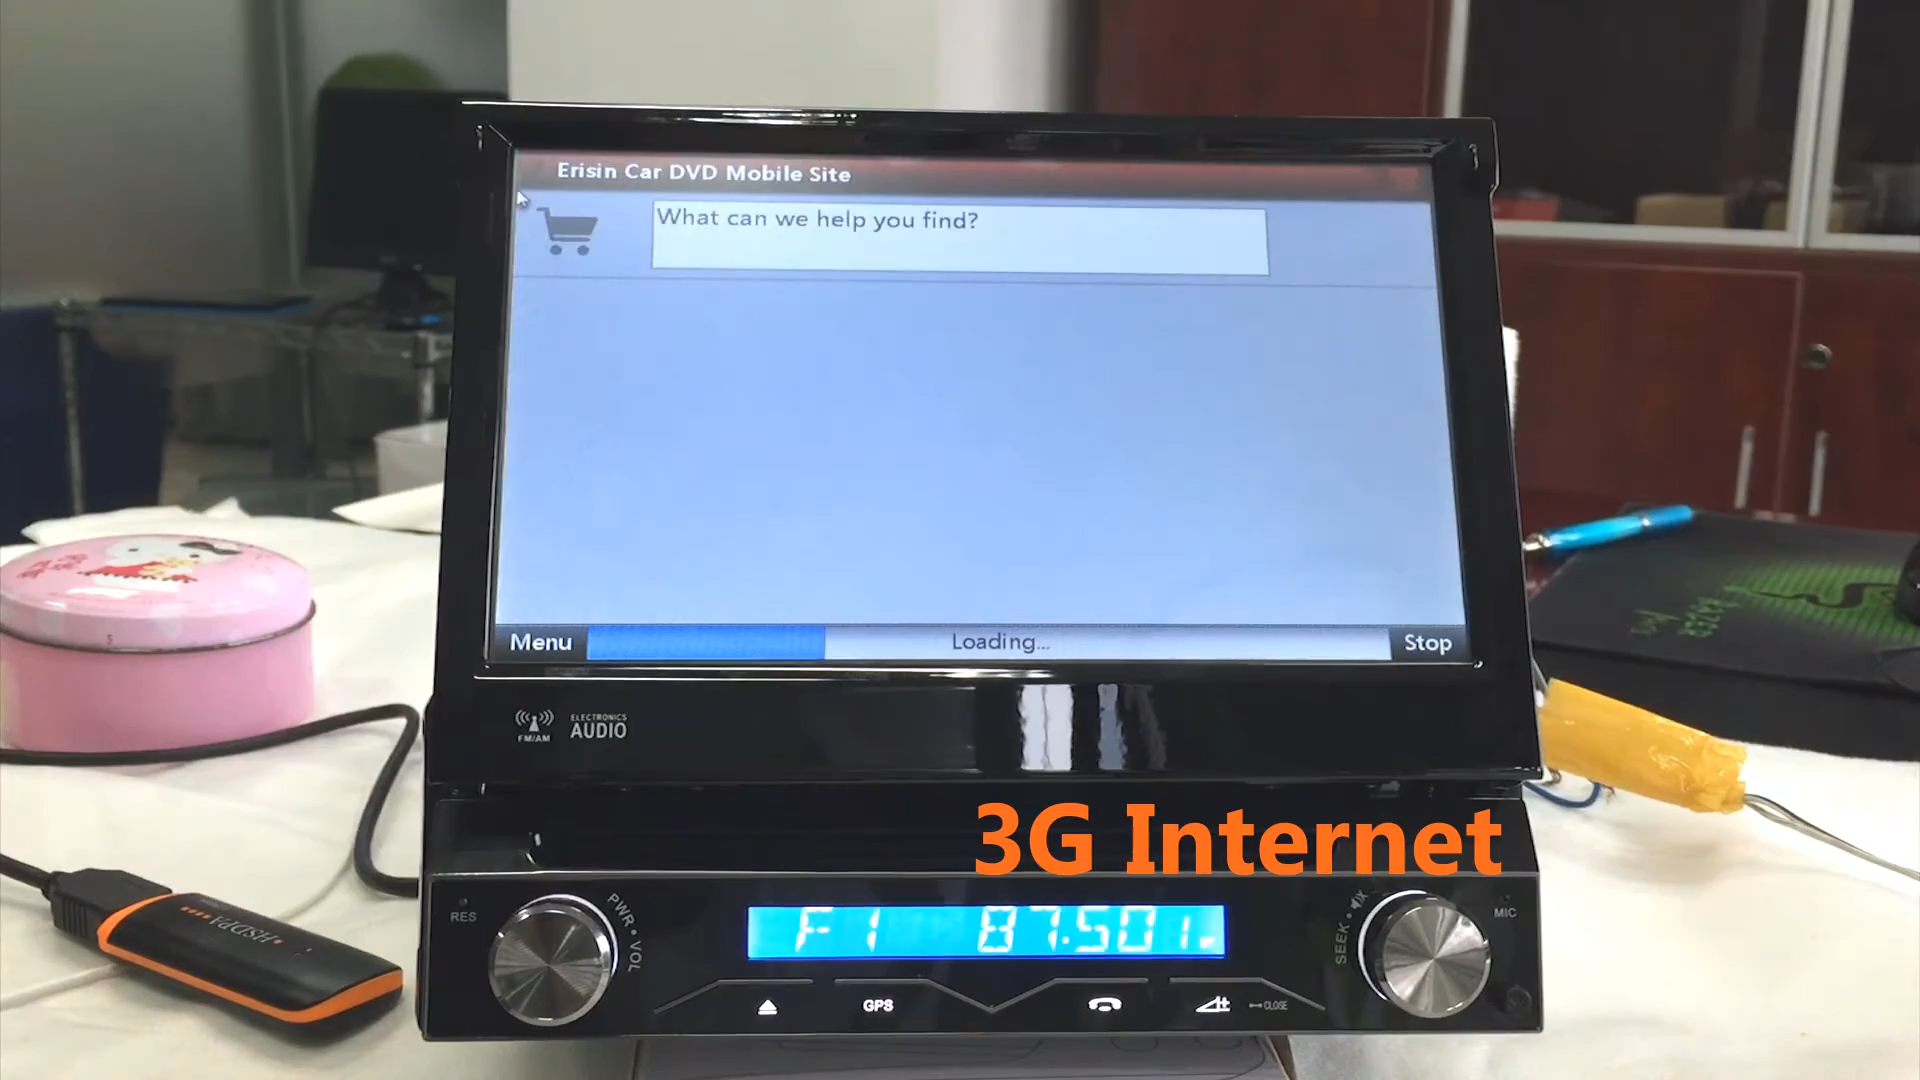 Erisin Car DVD Mobile Site
What can we help you find?
Menu
Loading...
Stop
FM/AM
ELECTRONICS
AUDIO
3G Internet
RES
PWR • VOL
F1 87.50 1
SEEK •
MIC
GPS
CLOSE
HSDPA